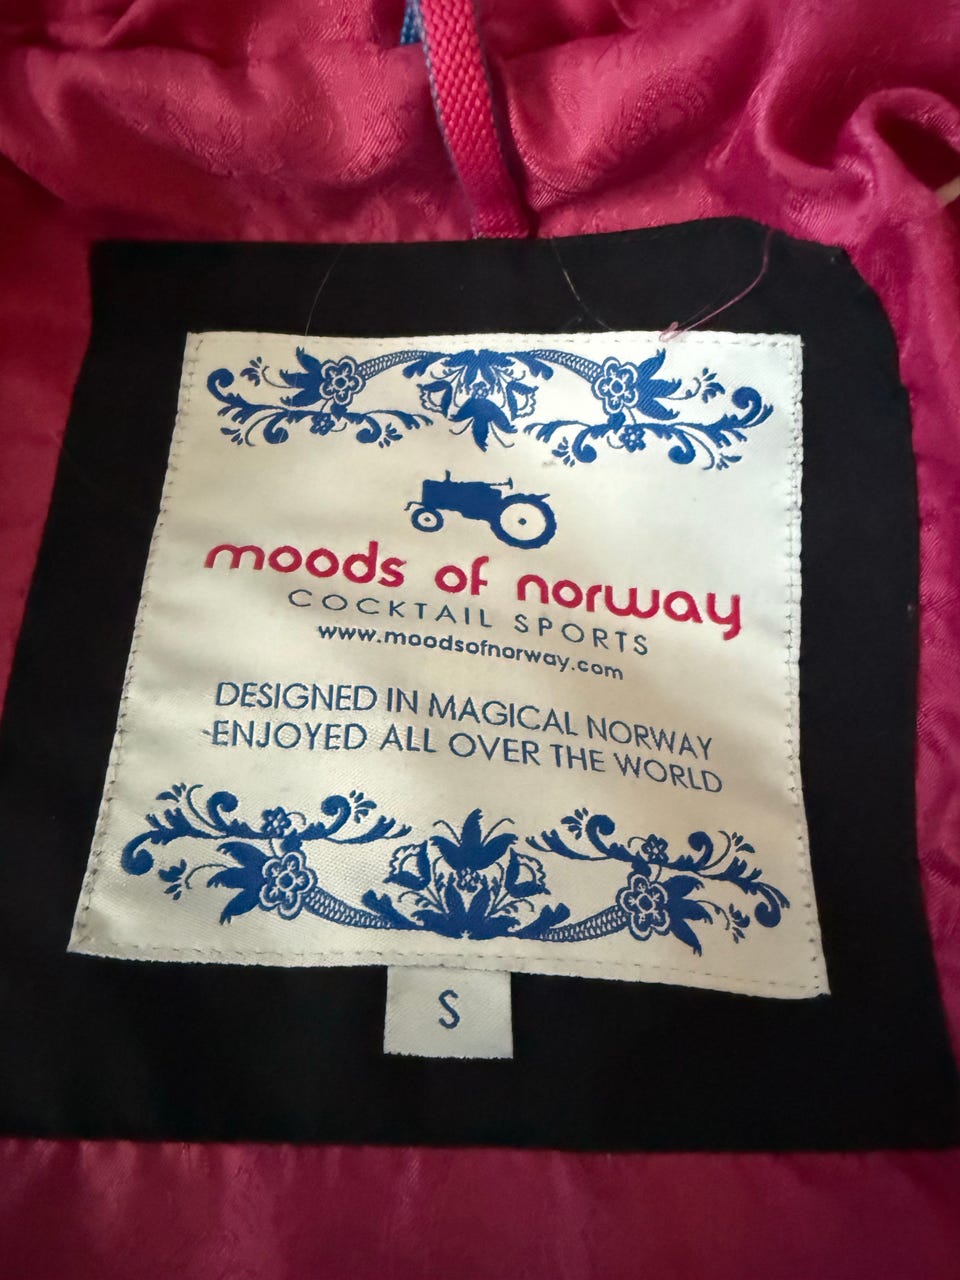 moods of norway
COCKTAIL SPORTS
www.moodsofnorway.com
DESIGNED IN MAGICAL NORWAY
ENJOYED ALL OVER THE WORLD
S